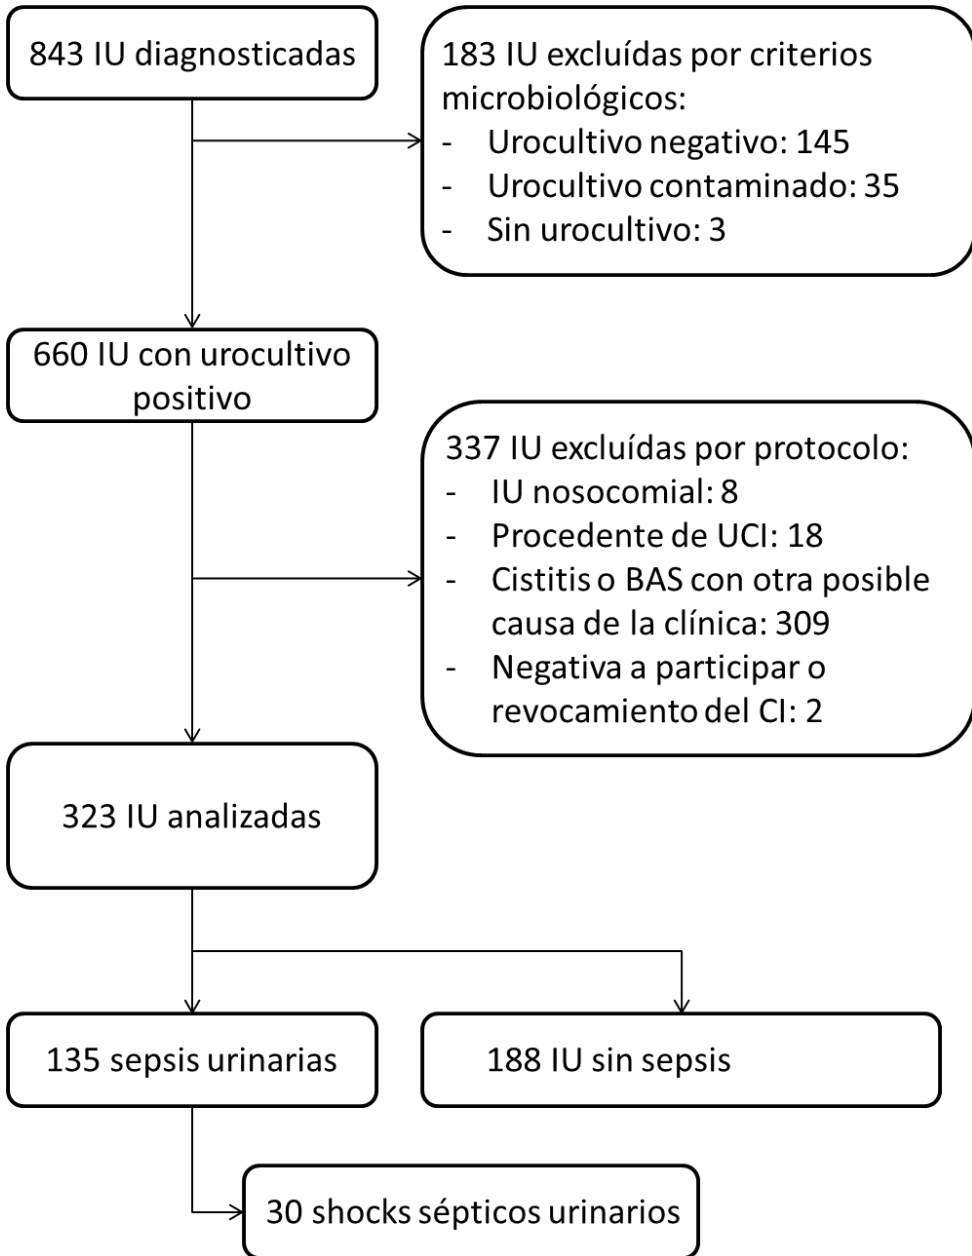 843 IU diagnosticadas
183 IU excluídas por criterios
microbiológicos:
- Urocultivo negativo: 145
- Urocultivo contaminado: 35
- Sin urocultivo: 3
660 IU con urocultivo
positivo
337 IU excluídas por protocolo:
- IU nosocomial: 8
- Procedente de UCI: 18
- Cistitis o BAS con otra posible
causa de la clínica: 309
- Negativa a participar o
revocamiento del CI: 2
323 IU analizadas
135 sepsis urinarias
188 IU sin sepsis
30 shocks sépticos urinarios